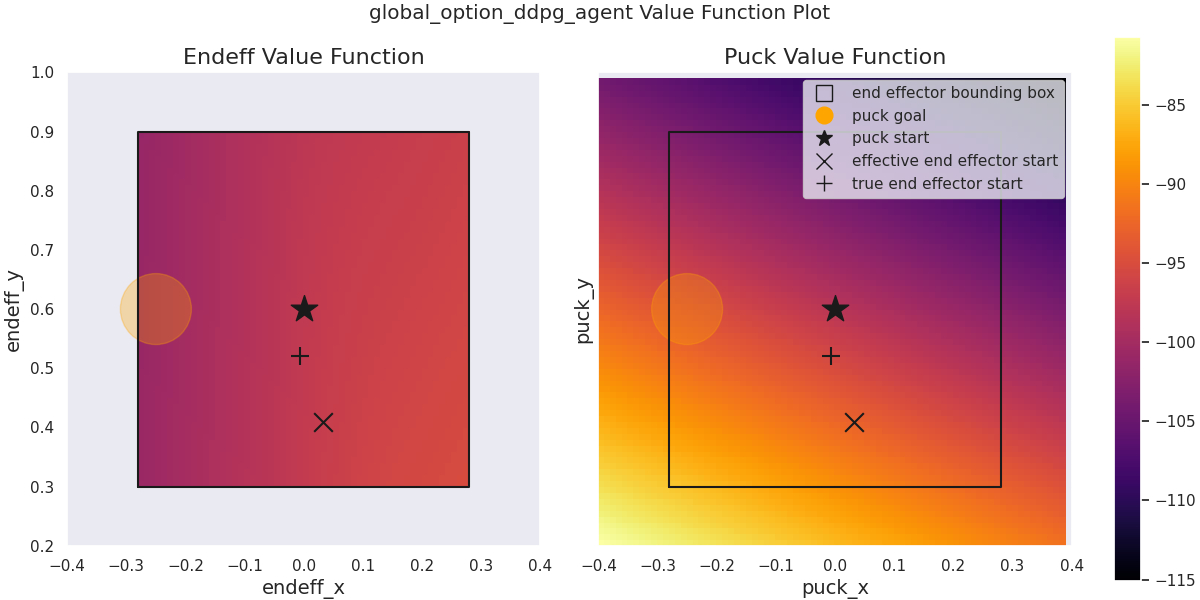 global_option_ddpg_agent Value Function Plot
Endeff Value Function
1.0
0.9
0.8
0.7
0.6
0.5
0.4
0.3
0.2
endeff_y
−0.4 −0.3 −0.2 −0.1 0.0 0.1 0.2 0.3 0.4
endeff_x
Puck Value Function
end effector bounding box
puck goal
puck start
effective end effector start
true end effector start
puck_y
−0.4 −0.3 −0.2 −0.1 0.0 0.1 0.2 0.3 0.4
puck_x
−85
−90
−95
−100
−105
−110
−115